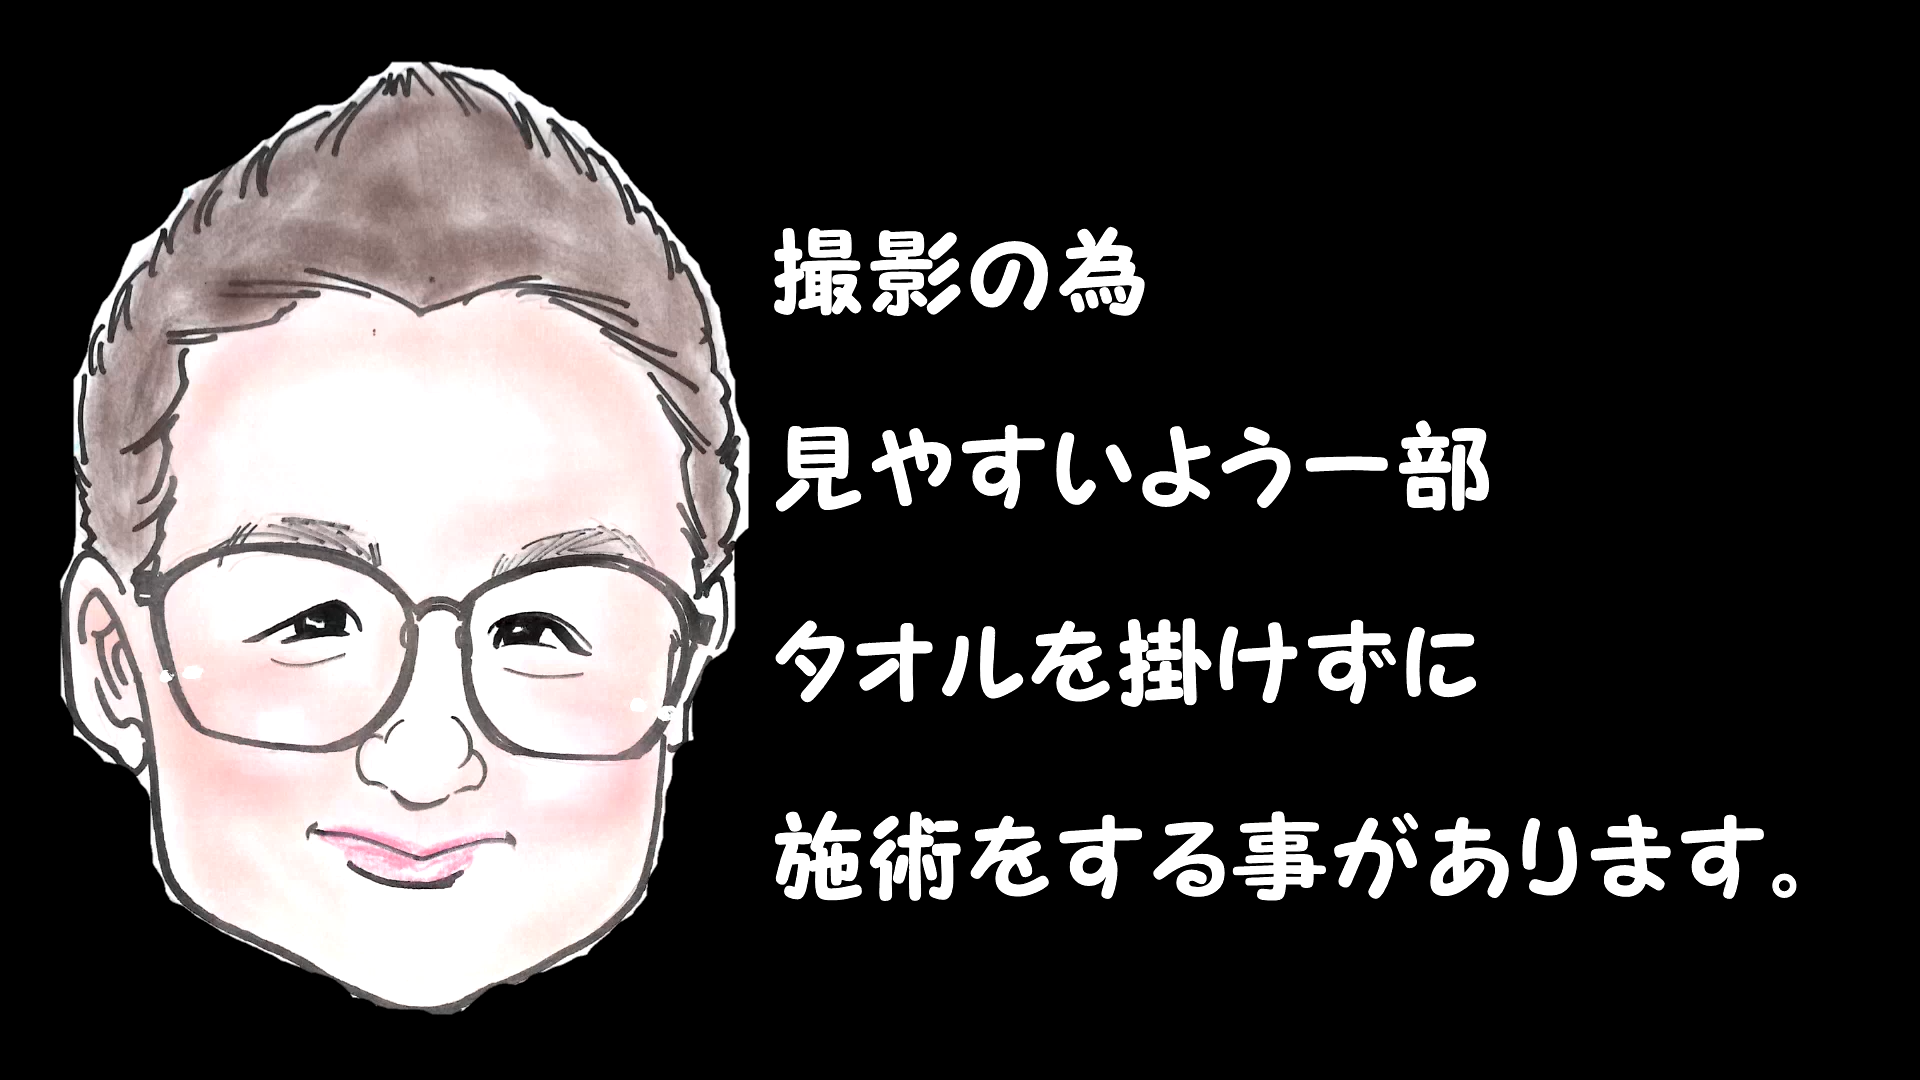 撮影の為
見やすいよう一部
タオルを掛けずに
施術をする事があります。